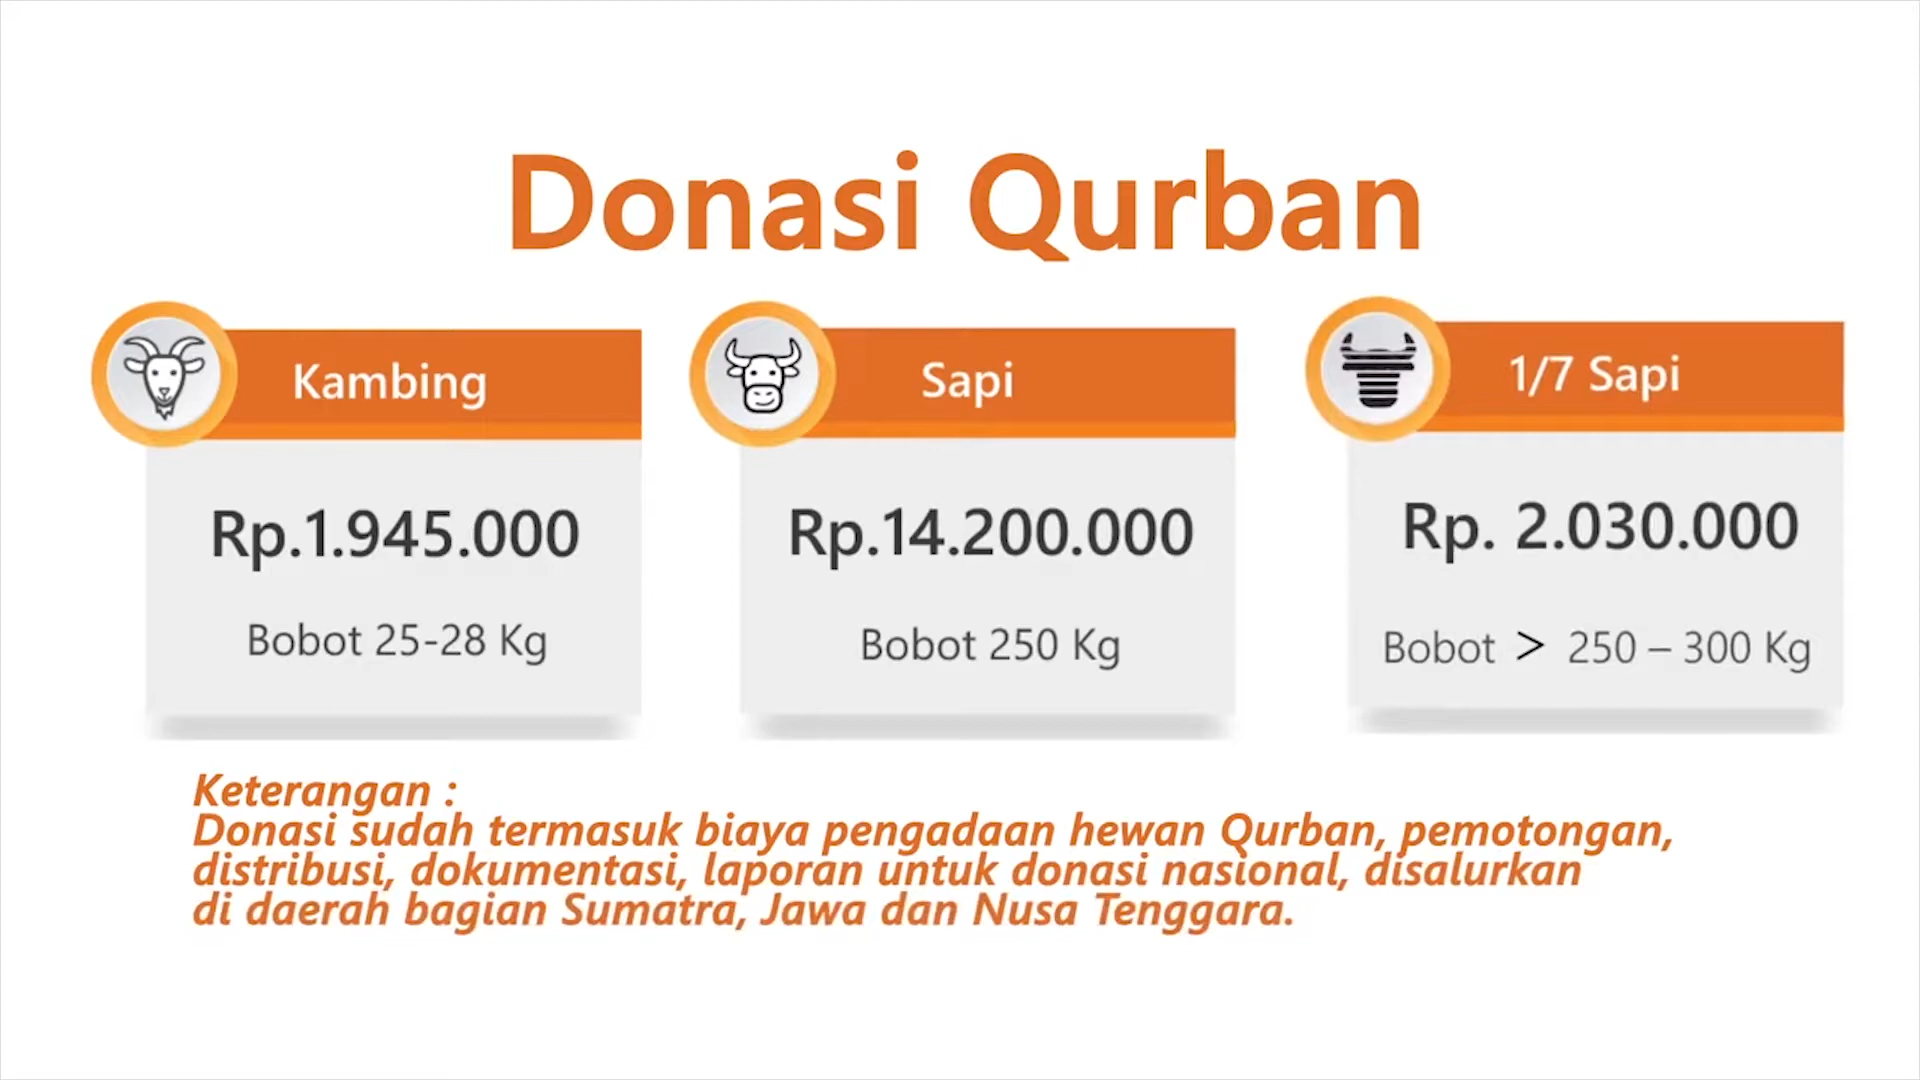 Donasi Qurban
Kambing
Rp.1.945.000
Bobot 25-28 Kg
Sapi
Rp.14.200.000
Bobot 250 Kg
1/7 Sapi
Rp. 2.030.000
Bobot > 250 – 300 Kg
Keterangan :
Donasi sudah termasuk biaya pengadaan hewan Qurban, pemotongan,
distribusi, dokumentasi, laporan untuk donasi nasional, disalurkan
di daerah bagian Sumatra, Jawa dan Nusa Tenggara.